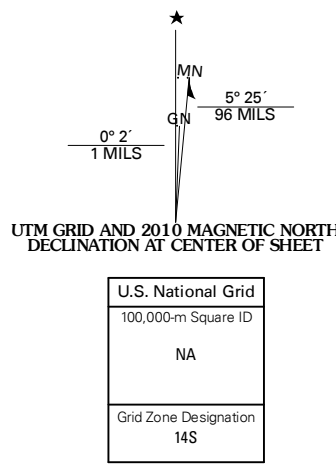 MN
5° 25´
96 MILS
GN
0° 2´
1 MILS
UTM GRID AND 2010 MAGNETIC NORTH
DECLINATION AT CENTER OF SHEET
U.S. National Grid
100,000-m Square ID
NA
Grid Zone Designation
14S